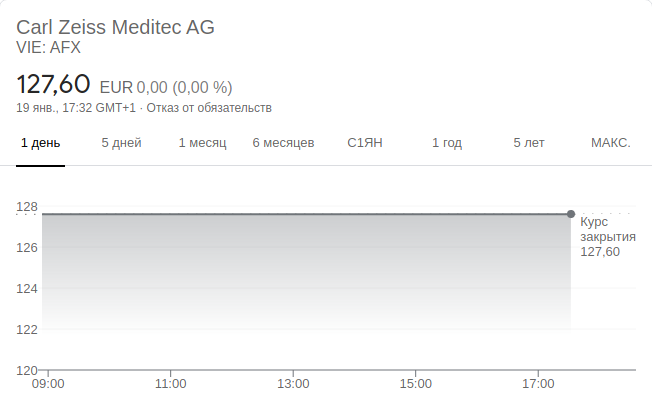 Carl Zeiss Meditec AG
VIE: AFX
127,60 EUR 0,00 (0,00 %)
19 янв., 17:32 GMT+1 · Отказ от обязательств
1 день 5 дней 1 месяц 6 месяцев С1ЯН 1 год 5 лет МАКС.
128
126
124
122
120
Курс
закрытия
127,60
09:00 11:00 13:00 15:00 17:00